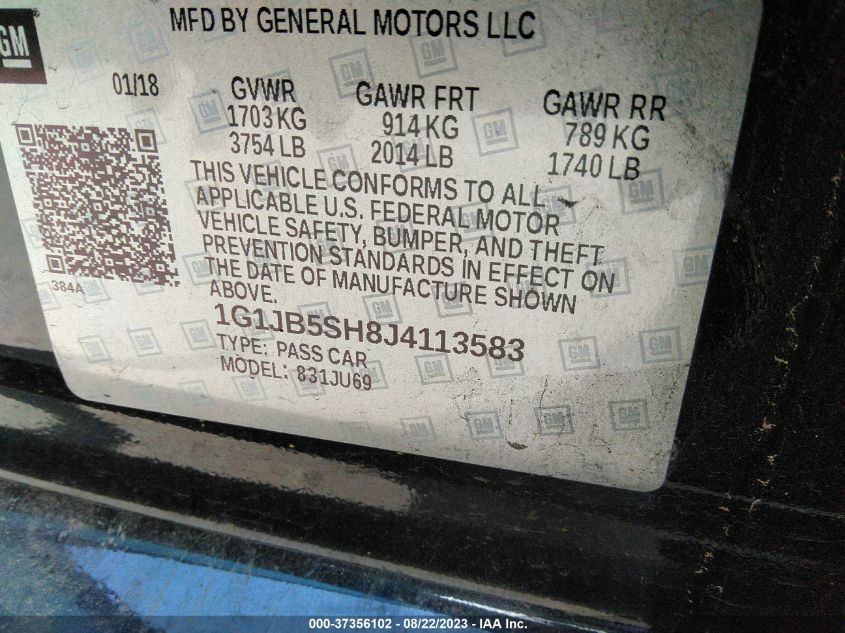 GM
MFD BY GENERAL MOTORS LLC
01/18
GVWR
1703 KG
3754 LB
GAWR FRT
914 KG
2014 LB
GAWR RR
789 KG
1740 LB
THIS VEHICLE CONFORMS TO ALL
APPLICABLE U.S. FEDERAL MOTOR
VEHICLE SAFETY, BUMPER, AND THEFT
PREVENTION STANDARDS IN EFFECT ON
THE DATE OF MANUFACTURE SHOWN
ABOVE.
384A
1G1JB5SH8J4113583
TYPE: PASS CAR
MODEL: 831JU69
000-37356102 - 08/22/2023 - IAA Inc.